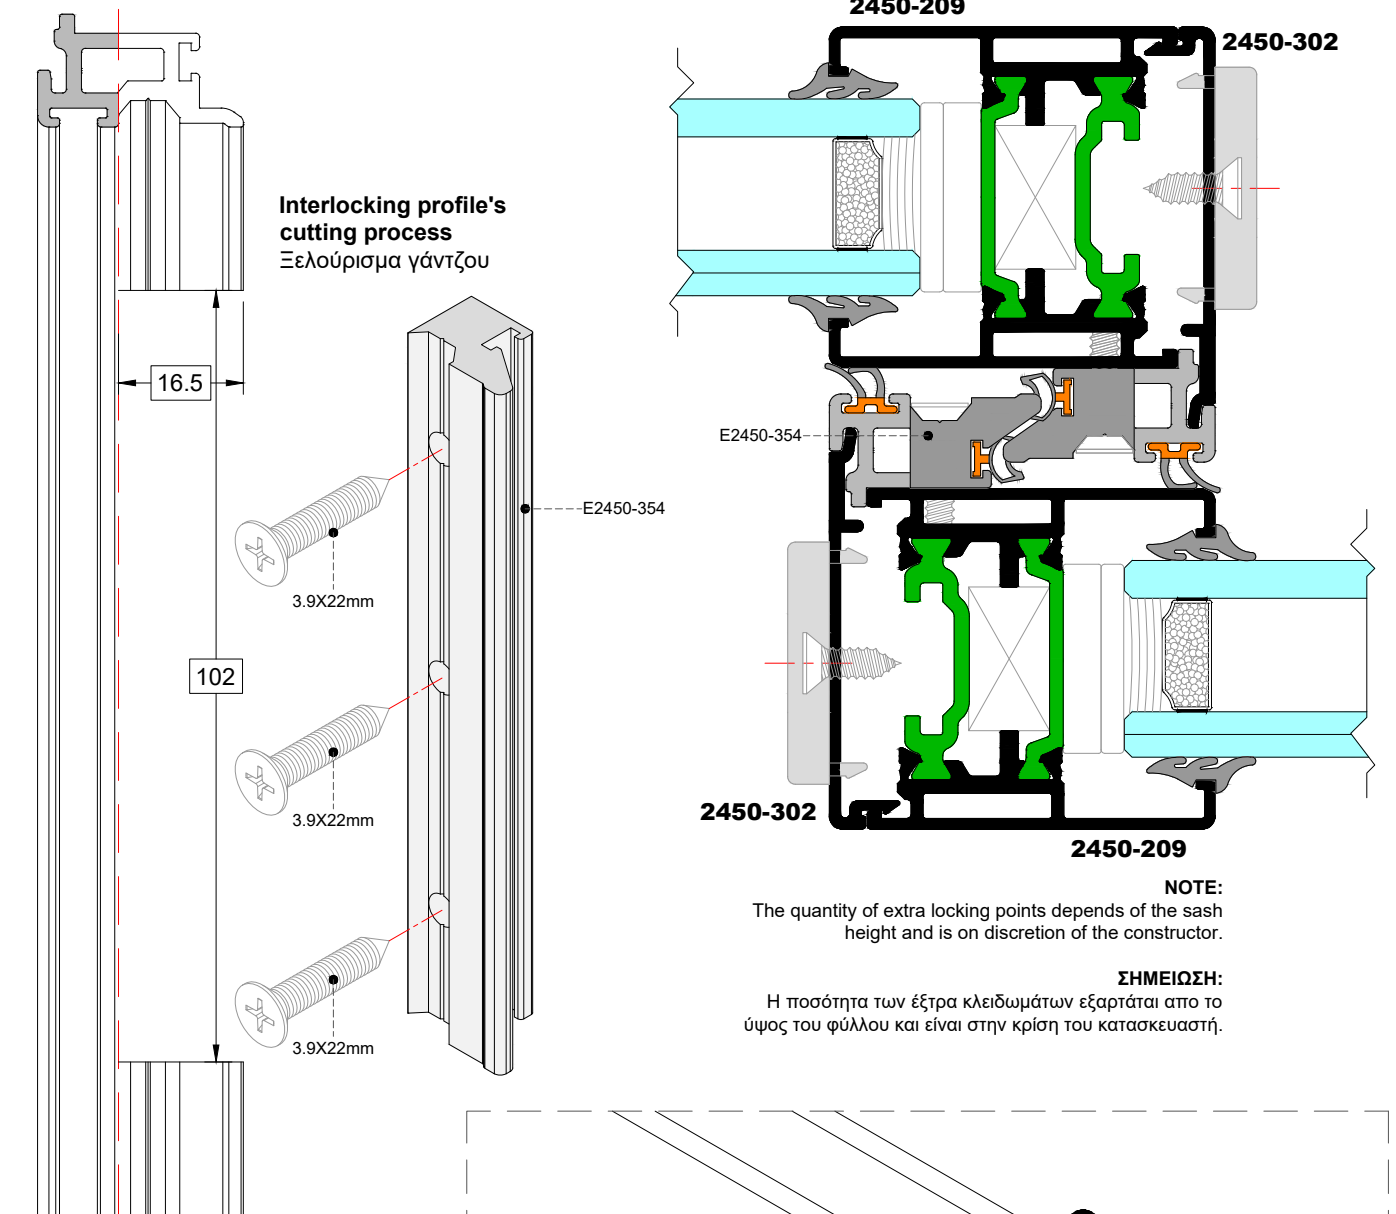 2450-209
2450-302
Interlocking profile's
cutting process
Ξελούρισμα γάντζου
16.5
E2450-354
E2450-354
3.9X22mm
102
3.9X22mm
2450-302
2450-209
NOTE:
The quantity of extra locking points depends of the sash
height and is on discretion of the constructor.
ΣΗΜΕΙΩΣΗ:
Η ποσότητα των έξτρα κλειδωμάτων εξαρτάται απο το
ύψος του φύλλου και είναι στην κρίση του κατασκευαστή.
3.9X22mm